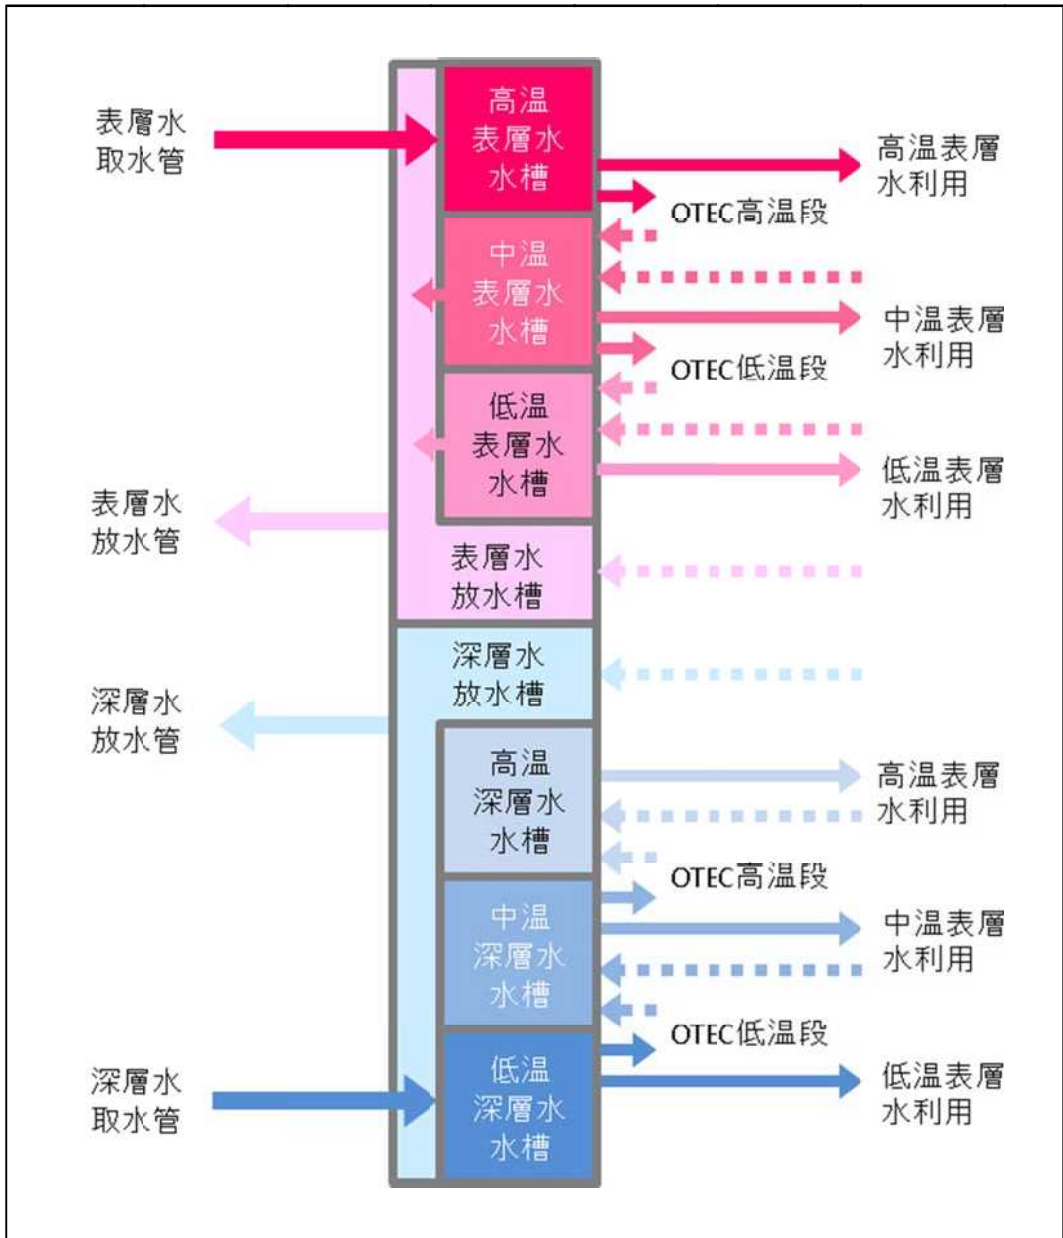 表層水
取水管
高温
表層水
水槽
高温表層
水利用
OTEC高温段
中温
表層水
水槽
中温表層
水利用
OTEC低温段
低温
表層水
水槽
低温表層
水利用
表層水
放水管
表層水
放水槽
深層水
放水槽
深層水
放水管
高温
深層水
水槽
高温表層
水利用
OTEC高温段
中温
深層水
水槽
中温表層
水利用
OTEC低温段
深層水
取水管
低温
深層水
水槽
低温表層
水利用